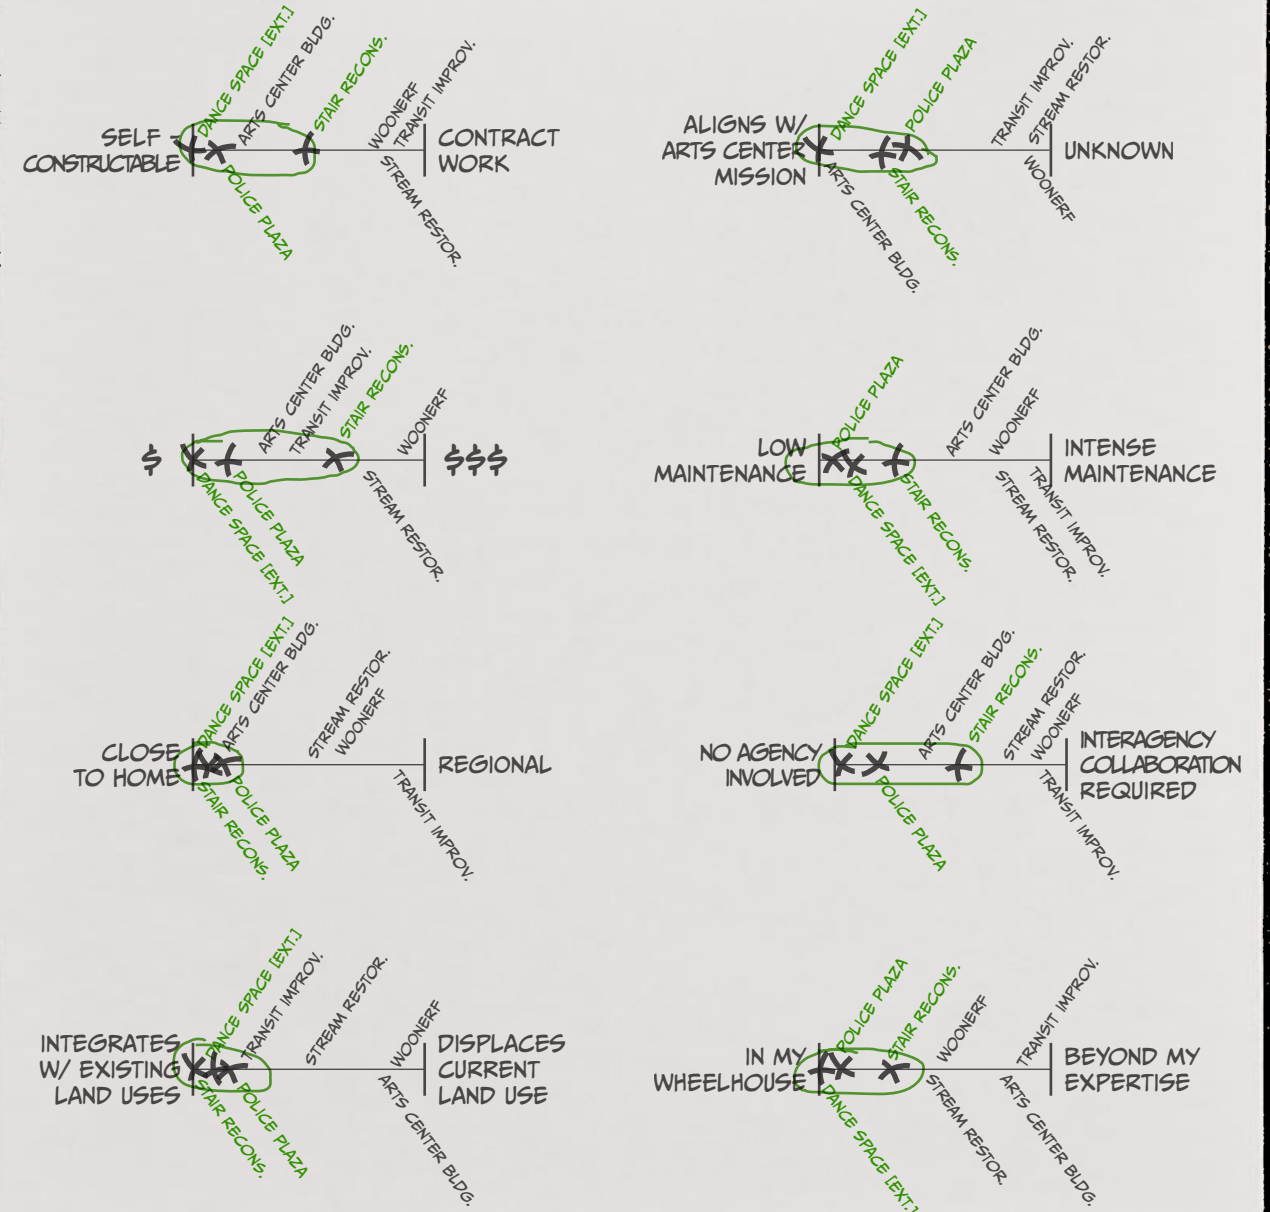 DANCE SPACE [EXT.]
ARTS CENTER BLDG.
STAIR RECONS.
WOONERF
TRANSIT IMPROV.
SELF -
CONSTRUCTABLE
CONTRACT
WORK
POLICE PLAZA
STREAM RESTOR.
DANCE SPACE [EXT.]
POLICE PLAZA
TRANSIT IMPROV.
STREAM RESTOR.
ALIGNS W/
ARTS CENTER
MISSION
UNKNOWN
ARTS CENTER BLDG.
STAIR RECONS.
WOONERF
ARTS CENTER BLDG.
TRANSIT IMPROV.
STAIR RECONS.
WOONERF
$
$$$
DANCE SPACE [EXT.]
POLICE PLAZA
STREAM RESTOR.
POLICE PLAZA
ARTS CENTER BLDG.
WOONERF
LOW
MAINTENANCE
INTENSE
MAINTENANCE
DANCE SPACE [EXT.]
STAIR RECONS.
STREAM RESTOR.
TRANSIT IMPROV.
DANCE SPACE [EXT.]
ARTS CENTER BLDG.
STREAM RESTOR.
WOONERF
CLOSE
TO HOME
REGIONAL
STAIR RECONS.
POLICE PLAZA
TRANSIT IMPROV.
DANCE SPACE [EXT.]
ARTS CENTER BLDG.
STAIR RECONS.
STREAM RESTOR.
WOONERF
NO AGENCY
INVOLVED
INTERAGENCY
COLLABORATION
REQUIRED
POLICE PLAZA
TRANSIT IMPROV.
DANCE SPACE [EXT.]
TRANSIT IMPROV.
STREAM RESTOR.
WOONERF
INTEGRATES
W/ EXISTING
LAND USES
DISPLACES
CURRENT
LAND USE
STAIR RECONS.
POLICE PLAZA
ARTS CENTER BLDG.
POLICE PLAZA
STAIR RECONS.
WOONERF
TRANSIT IMPROV.
IN MY
WHEELHOUSE
BEYOND MY
EXPERTISE
DANCE SPACE [EXT.]
STREAM RESTOR.
ARTS CENTER BLDG.